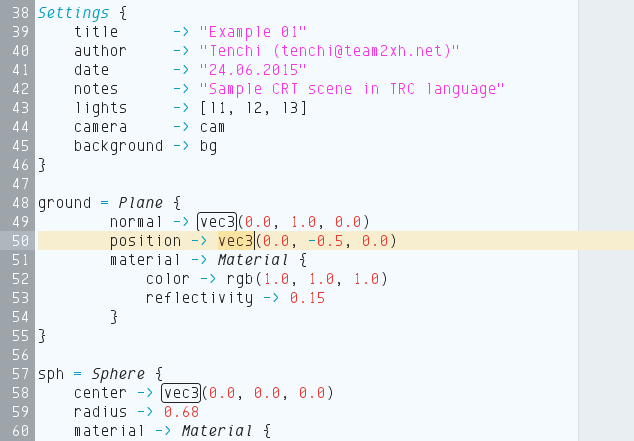 38 Settings {
39     title      -> "Example 01"
40     author     -> "Tenchi (tenchi@team2xh.net)"
41     date       -> "24.06.2015"
42     notes      -> "Sample CRT scene in TRC language"
43     lights     -> [l1, l2, l3]
44     camera     -> cam
45     background -> bg
46 }
47
48 ground = Plane {
49         normal -> vec3(0.0, 1.0, 0.0)
50         position -> vec3(0.0, -0.5, 0.0)
51         material -> Material {
52             color -> rgb(1.0, 1.0, 1.0)
53             reflectivity -> 0.15
54         }
55 }
56
57 sph = Sphere {
58     center -> vec3(0.0, 0.0, 0.0)
59     radius -> 0.68
60     material -> Material {